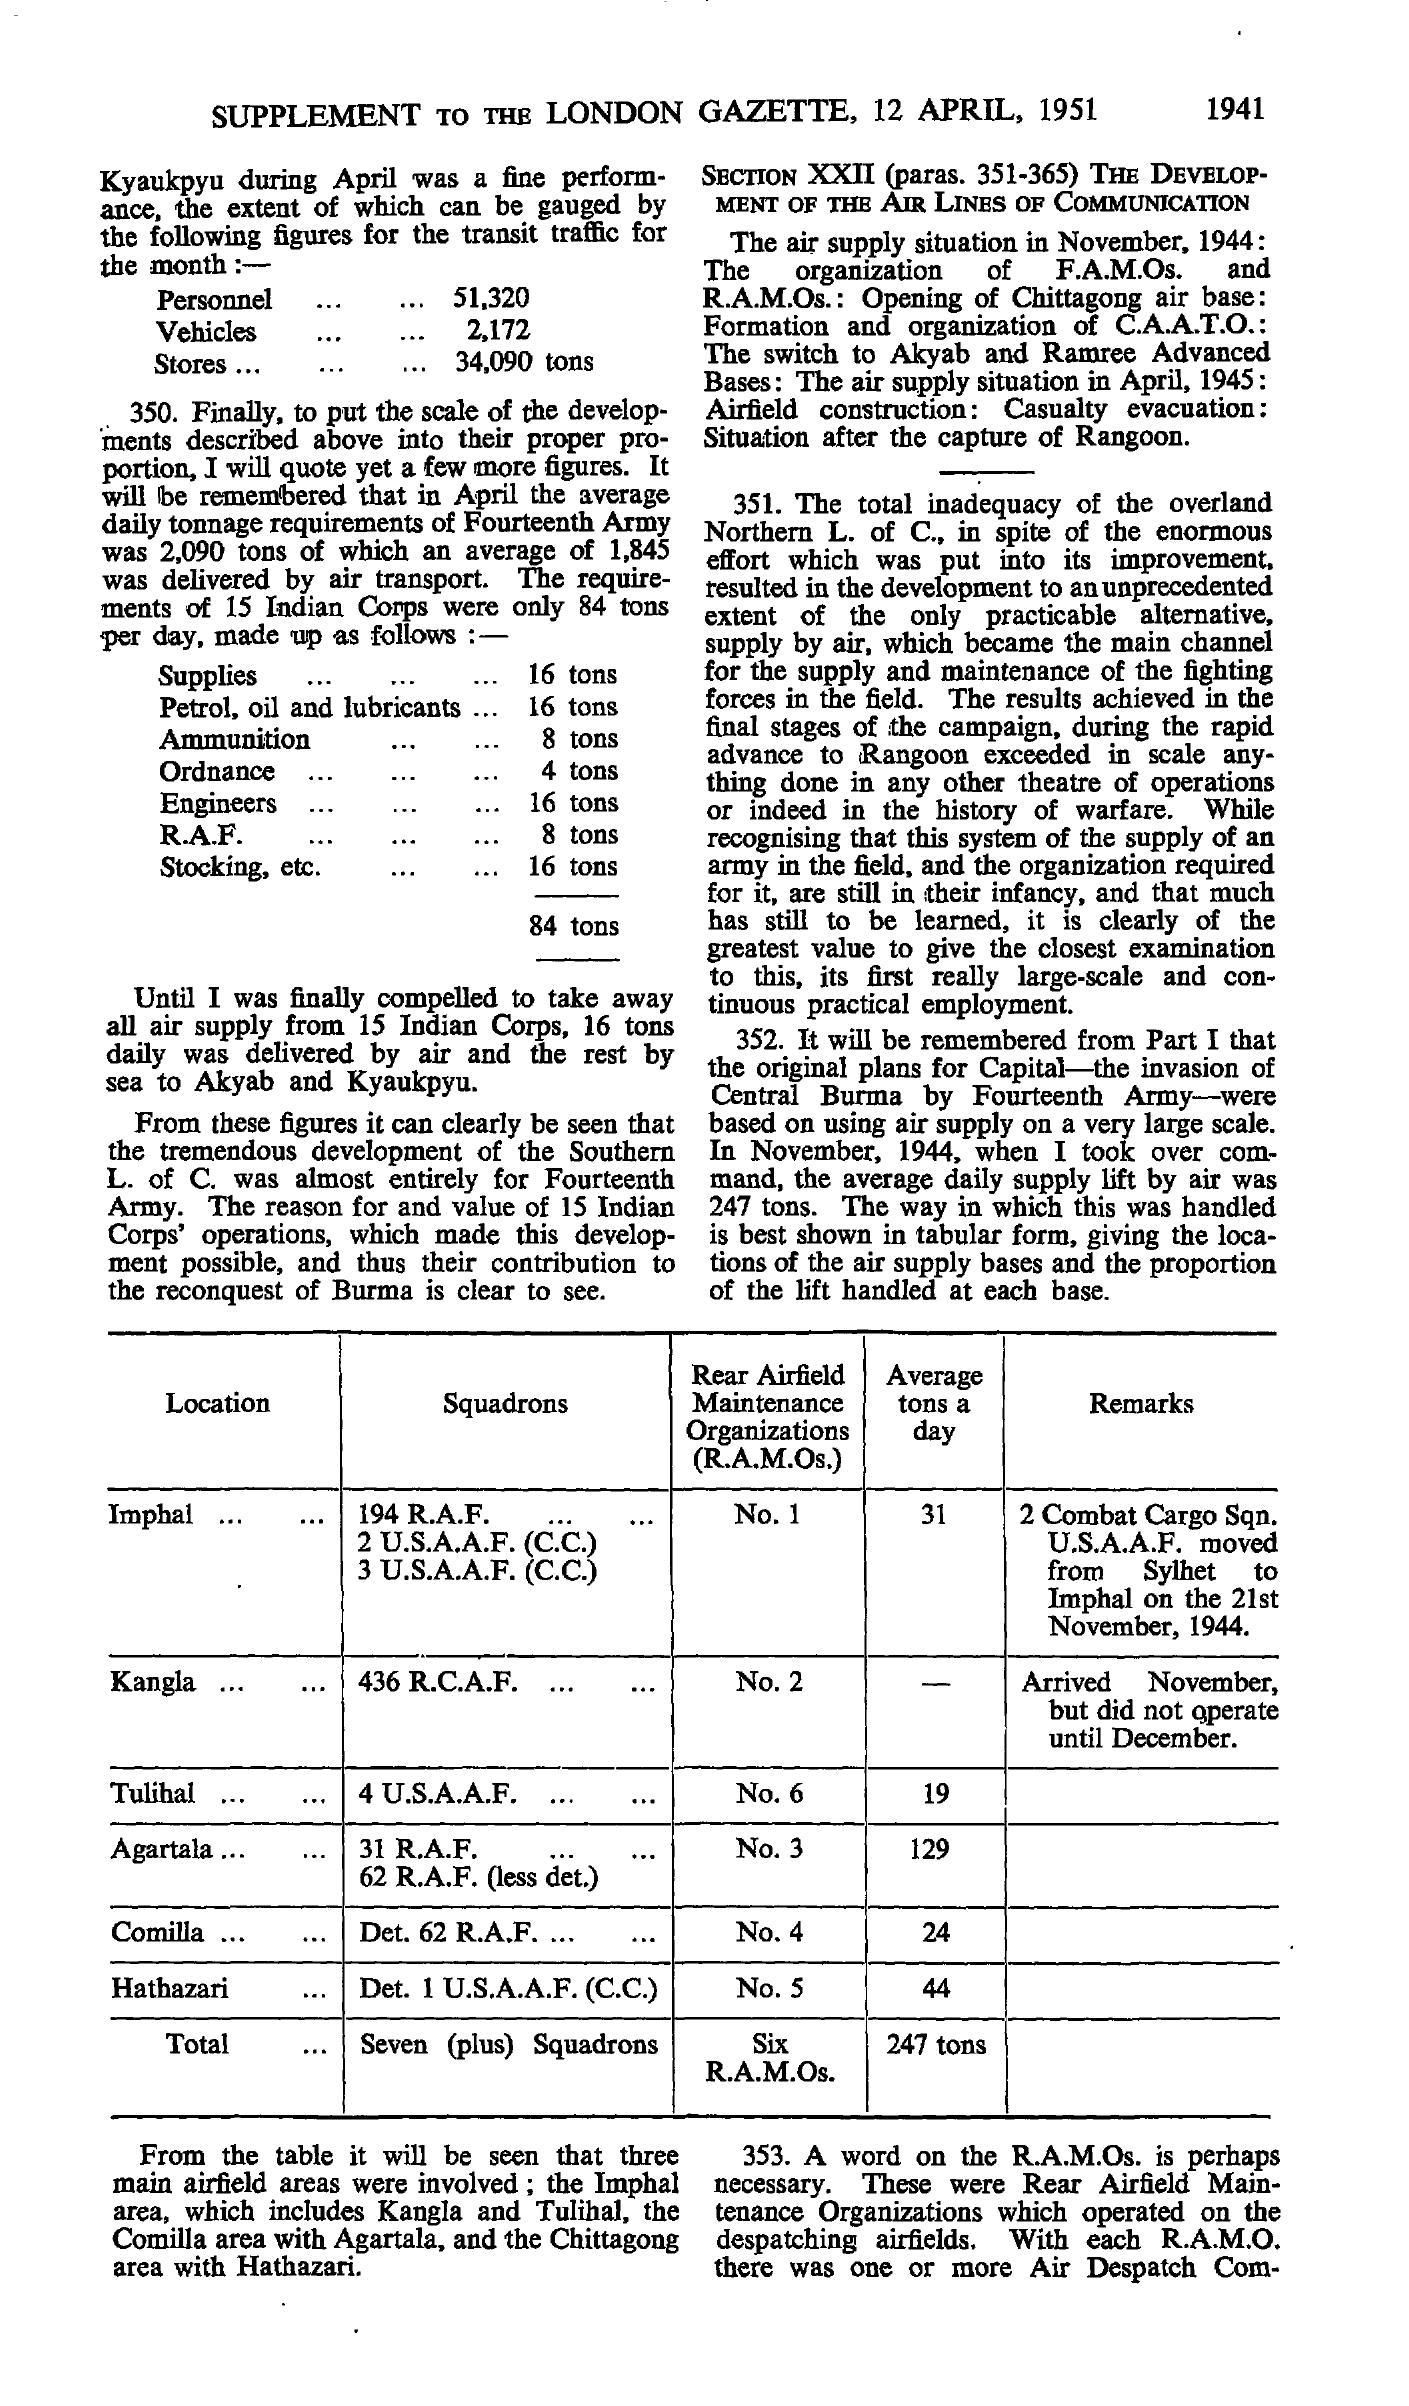 SUPPLEMENT TO THE LONDON GAZETTE, 12 APRIL, 1951 1941
Kyaukpyu during April was a fine perform-
ance, the extent of which can be gauged by
the following figures for the transit traffic for
the month :—
Personnel ... ... 51,320
Vehicles ... ... 2,172
Stores ... ... ... 34,090 tons
350. Finally, to put the scale of the develop-
ments described above into their proper pro-
portion, I will quote yet a few more figures. It
will be remembered that in April the average
daily tonnage requirements of Fourteenth Army
was 2,090 tons of which an average of 1,845
was delivered by air transport. The require-
ments of 15 Indian Corps were only 84 tons
per day, made up as follows :—
Supplies ... ... ... 16 tons
Petrol, oil and lubricants ... 16 tons
Ammunition ... ... 8 tons
Ordnance ... ... ... 4 tons
Engineers ... ... ... 16 tons
R.A.F. ... ... ... 8 tons
Stocking, etc. ... ... 16 tons
84 tons
Until I was finally compelled to take away
all air supply from 15 Indian Corps, 16 tons
daily was delivered by air and the rest by
sea to Akyab and Kyaukpyu.
From these figures it can clearly be seen that
the tremendous development of the Southern
L. of C. was almost entirely for Fourteenth
Army. The reason for and value of 15 Indian
Corps' operations, which made this develop-
ment possible, and thus their contribution to
the reconquest of Burma is clear to see.
SECTION XXII (paras. 351-365) THE DEVELOP-
MENT OF THE AIR LINES OF COMMUNICATION
The air supply situation in November, 1944:
The organization of F.A.M.Os. and
R.A.M.Os.: Opening of Chittagong air base:
Formation and organization of C.A.A.T.O.:
The switch to Akyab and Ramree Advanced
Bases: The air supply situation in April, 1945:
Airfield construction: Casualty evacuation:
Situation after the capture of Rangoon.
351. The total inadequacy of the overland
Northern L. of C., in spite of the enormous
effort which was put into its improvement,
resulted in the development to an unprecedented
extent of the only practicable alternative,
supply by air, which became the main channel
for the supply and maintenance of the fighting
forces in the field. The results achieved in the
final stages of the campaign, during the rapid
advance to Rangoon exceeded in scale any-
thing done in any other theatre of operations
or indeed in the history of warfare. While
recognising that this system of the supply of an
army in the field, and the organization required
for it, are still in their infancy, and that much
has still to be learned, it is clearly of the
greatest value to give the closest examination
to this, its first really large-scale and con-
tinuous practical employment.
352. It will be remembered from Part I that
the original plans for Capital—the invasion of
Central Burma by Fourteenth Army—were
based on using air supply on a very large scale.
In November, 1944, when I took over com-
mand, the average daily supply lift by air was
247 tons. The way in which this was handled
is best shown in tabular form, giving the loca-
tions of the air supply bases and the proportion
of the lift handled at each base.
Location Squadrons Rear Airfield Average Remarks
Maintenance tons a
Organizations day
(R.A.M.Os.)
Imphal ... ... 194 R.A.F. ... ... No. 1 31 2 Combat Cargo Sqn.
2 U.S.A.A.F. (C.C.) U.S.A.A.F. moved
3 U.S.A.A.F. (C.C.) from Sylhet to
Imphal on the 21st
November, 1944.
Kangla ... ... 436 R.C.A.F. ... ... No. 2 — Arrived November,
but did not operate
until December.
Tulihal ... ... 4 U.S.A.A.F. ... ... No. 6 19
Agartala ... ... 31 R.A.F. ... ... No. 3 129
62 R.A.F. (less det.)
Comilla ... ... Det. 62 R.A.F. ... ... No. 4 24
Hathazari ... Det. 1 U.S.A.A.F. (C.C.) No. 5 44
Total ... Seven (plus) Squadrons Six 247 tons
R.A.M.Os.
From the table it will be seen that three
main airfield areas were involved ; the Imphal
area, which includes Kangla and Tulihal, the
Comilla area with Agartala, and the Chittagong
area with Hathazari.
353. A word on the R.A.M.Os. is perhaps
necessary. These were Rear Airfield Main-
tenance Organizations which operated on the
despatching airfields. With each R.A.M.O.
there was one or more Air Despatch Com-